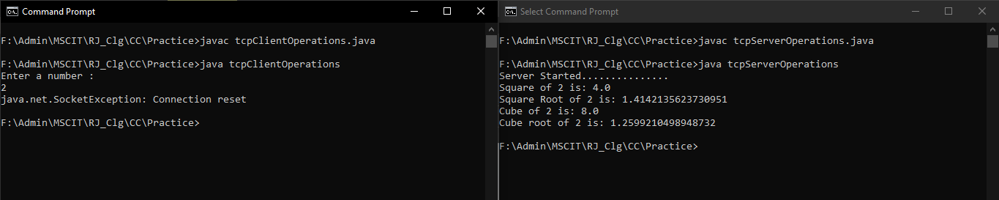 Command Prompt
F:\Admin\MSCIT\RJ_Clg\CC\Practice>javac tcpClientOperations.java
F:\Admin\MSCIT\RJ_Clg\CC\Practice>java tcpClientOperations
Enter a number :
2
java.net.SocketException: Connection reset
F:\Admin\MSCIT\RJ_Clg\CC\Practice>
Select Command Prompt
F:\Admin\MSCIT\RJ_Clg\CC\Practice>javac tcpServerOperations.java
F:\Admin\MSCIT\RJ_Clg\CC\Practice>java tcpServerOperations
Server Started...............
Square of 2 is: 4.0
Square Root of 2 is: 1.4142135623730951
Cube of 2 is: 8.0
Cube root of 2 is: 1.2599210498948732
F:\Admin\MSCIT\RJ_Clg\CC\Practice>